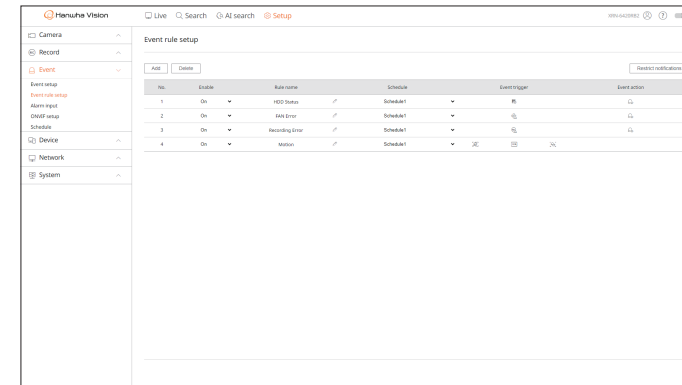 Hanwha Vision
Live Search AI search Setup
Camera
Record
Event
Event setup
Event rule setup
Alarm input
ONVIF setup
Schedule
Device
Network
System
Event rule setup
Add Delete Restrict notifications
No. Enable Rule name Schedule Event trigger Event action
1 On HDD Status Schedule1
2 On FAN Error Schedule1
3 On Recording Error Schedule1
4 On Motion Schedule1